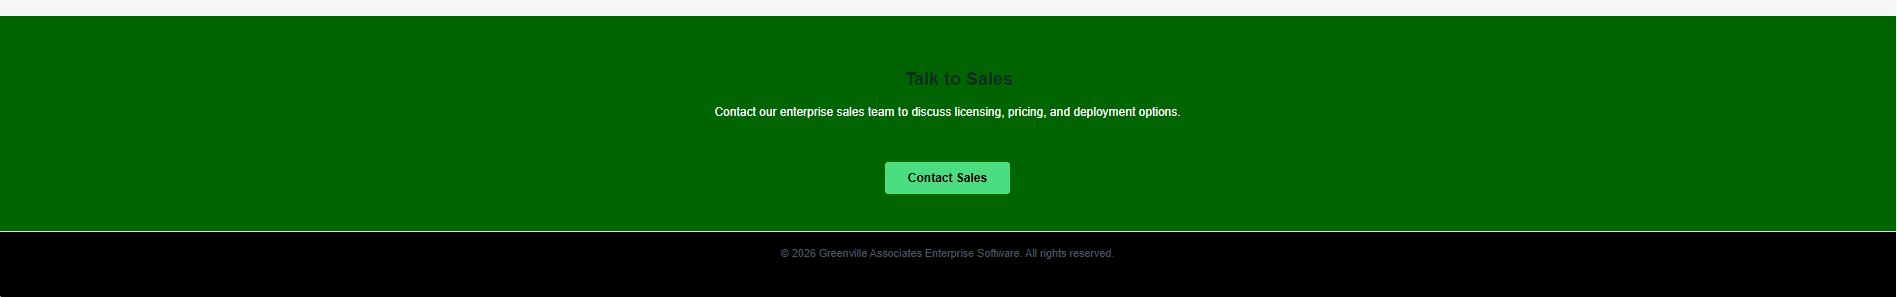 Talk to Sales
Contact our enterprise sales team to discuss licensing, pricing, and deployment options.
Contact Sales
© 2026 Greenville Associates Enterprise Software. All rights reserved.